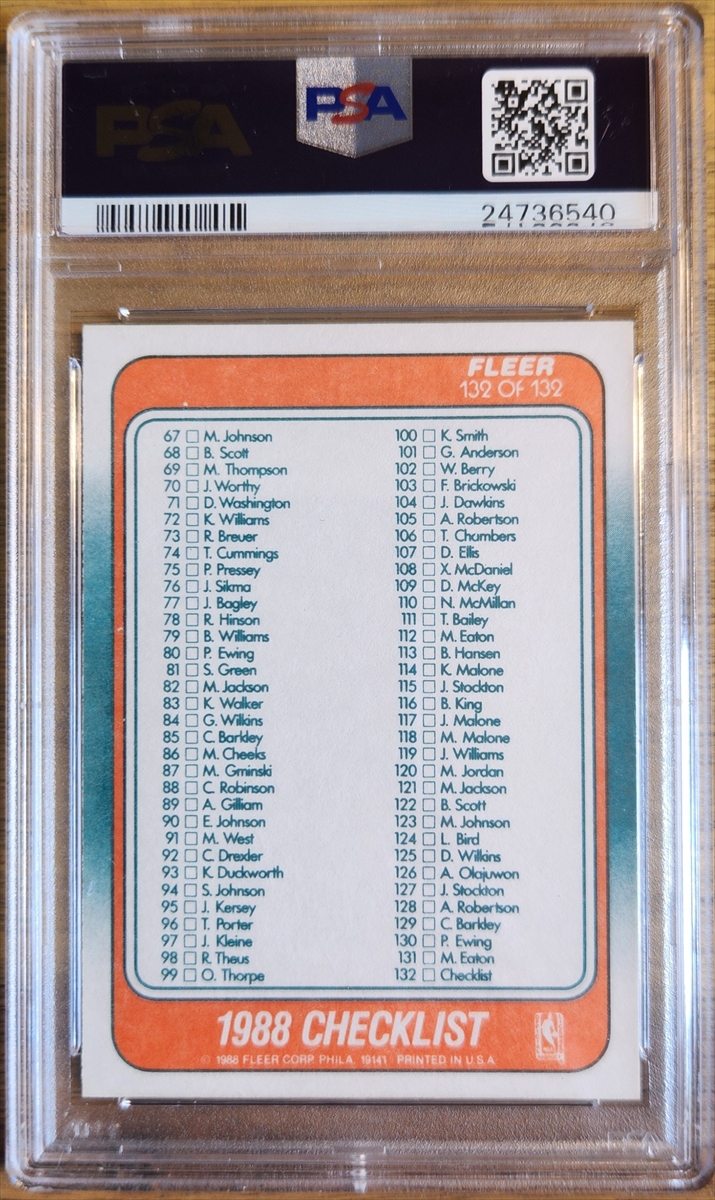 PSA PSA
24736540
FLEER
132 OF 132
67 M. Johnson
68 B. Scott
69 M. Thompson
70 J. Worthy
71 D. Washington
72 K. Williams
73 R. Breuer
74 T. Cummings
75 P. Pressey
76 J. Sikma
77 J. Bagley
78 R. Hinson
79 B. Williams
80 P. Ewing
81 S. Green
82 M. Jackson
83 K. Walker
84 G. Wilkins
85 C. Barkley
86 M. Cheeks
87 M. Gminski
88 C. Robinson
89 A. Gilliam
90 E. Johnson
91 M. West
92 C. Drexler
93 K. Duckworth
94 S. Johnson
95 J. Kersey
96 T. Porter
97 J. Kleine
98 R. Theus
99 O. Thorpe
100 K. Smith
101 G. Anderson
102 W. Berry
103 F. Brickowski
104 J. Dawkins
105 A. Robertson
106 T. Chambers
107 D. Ellis
108 X. McDaniel
109 D. McKey
110 N. McMillan
111 T. Bailey
112 M. Eaton
113 B. Hansen
114 K. Malone
115 J. Stockton
116 B. King
117 J. Malone
118 M. Malone
119 J. Williams
120 M. Jordan
121 M. Jackson
122 B. Scott
123 M. Johnson
124 L. Bird
125 D. Wilkins
126 A. Olajuwon
127 J. Stockton
128 A. Robertson
129 C. Barkley
130 P. Ewing
131 M. Eaton
132 Checklist
1988 CHECKLIST
© 1988 FLEER CORP. PHILA. 19141 PRINTED IN U.S.A
NBA